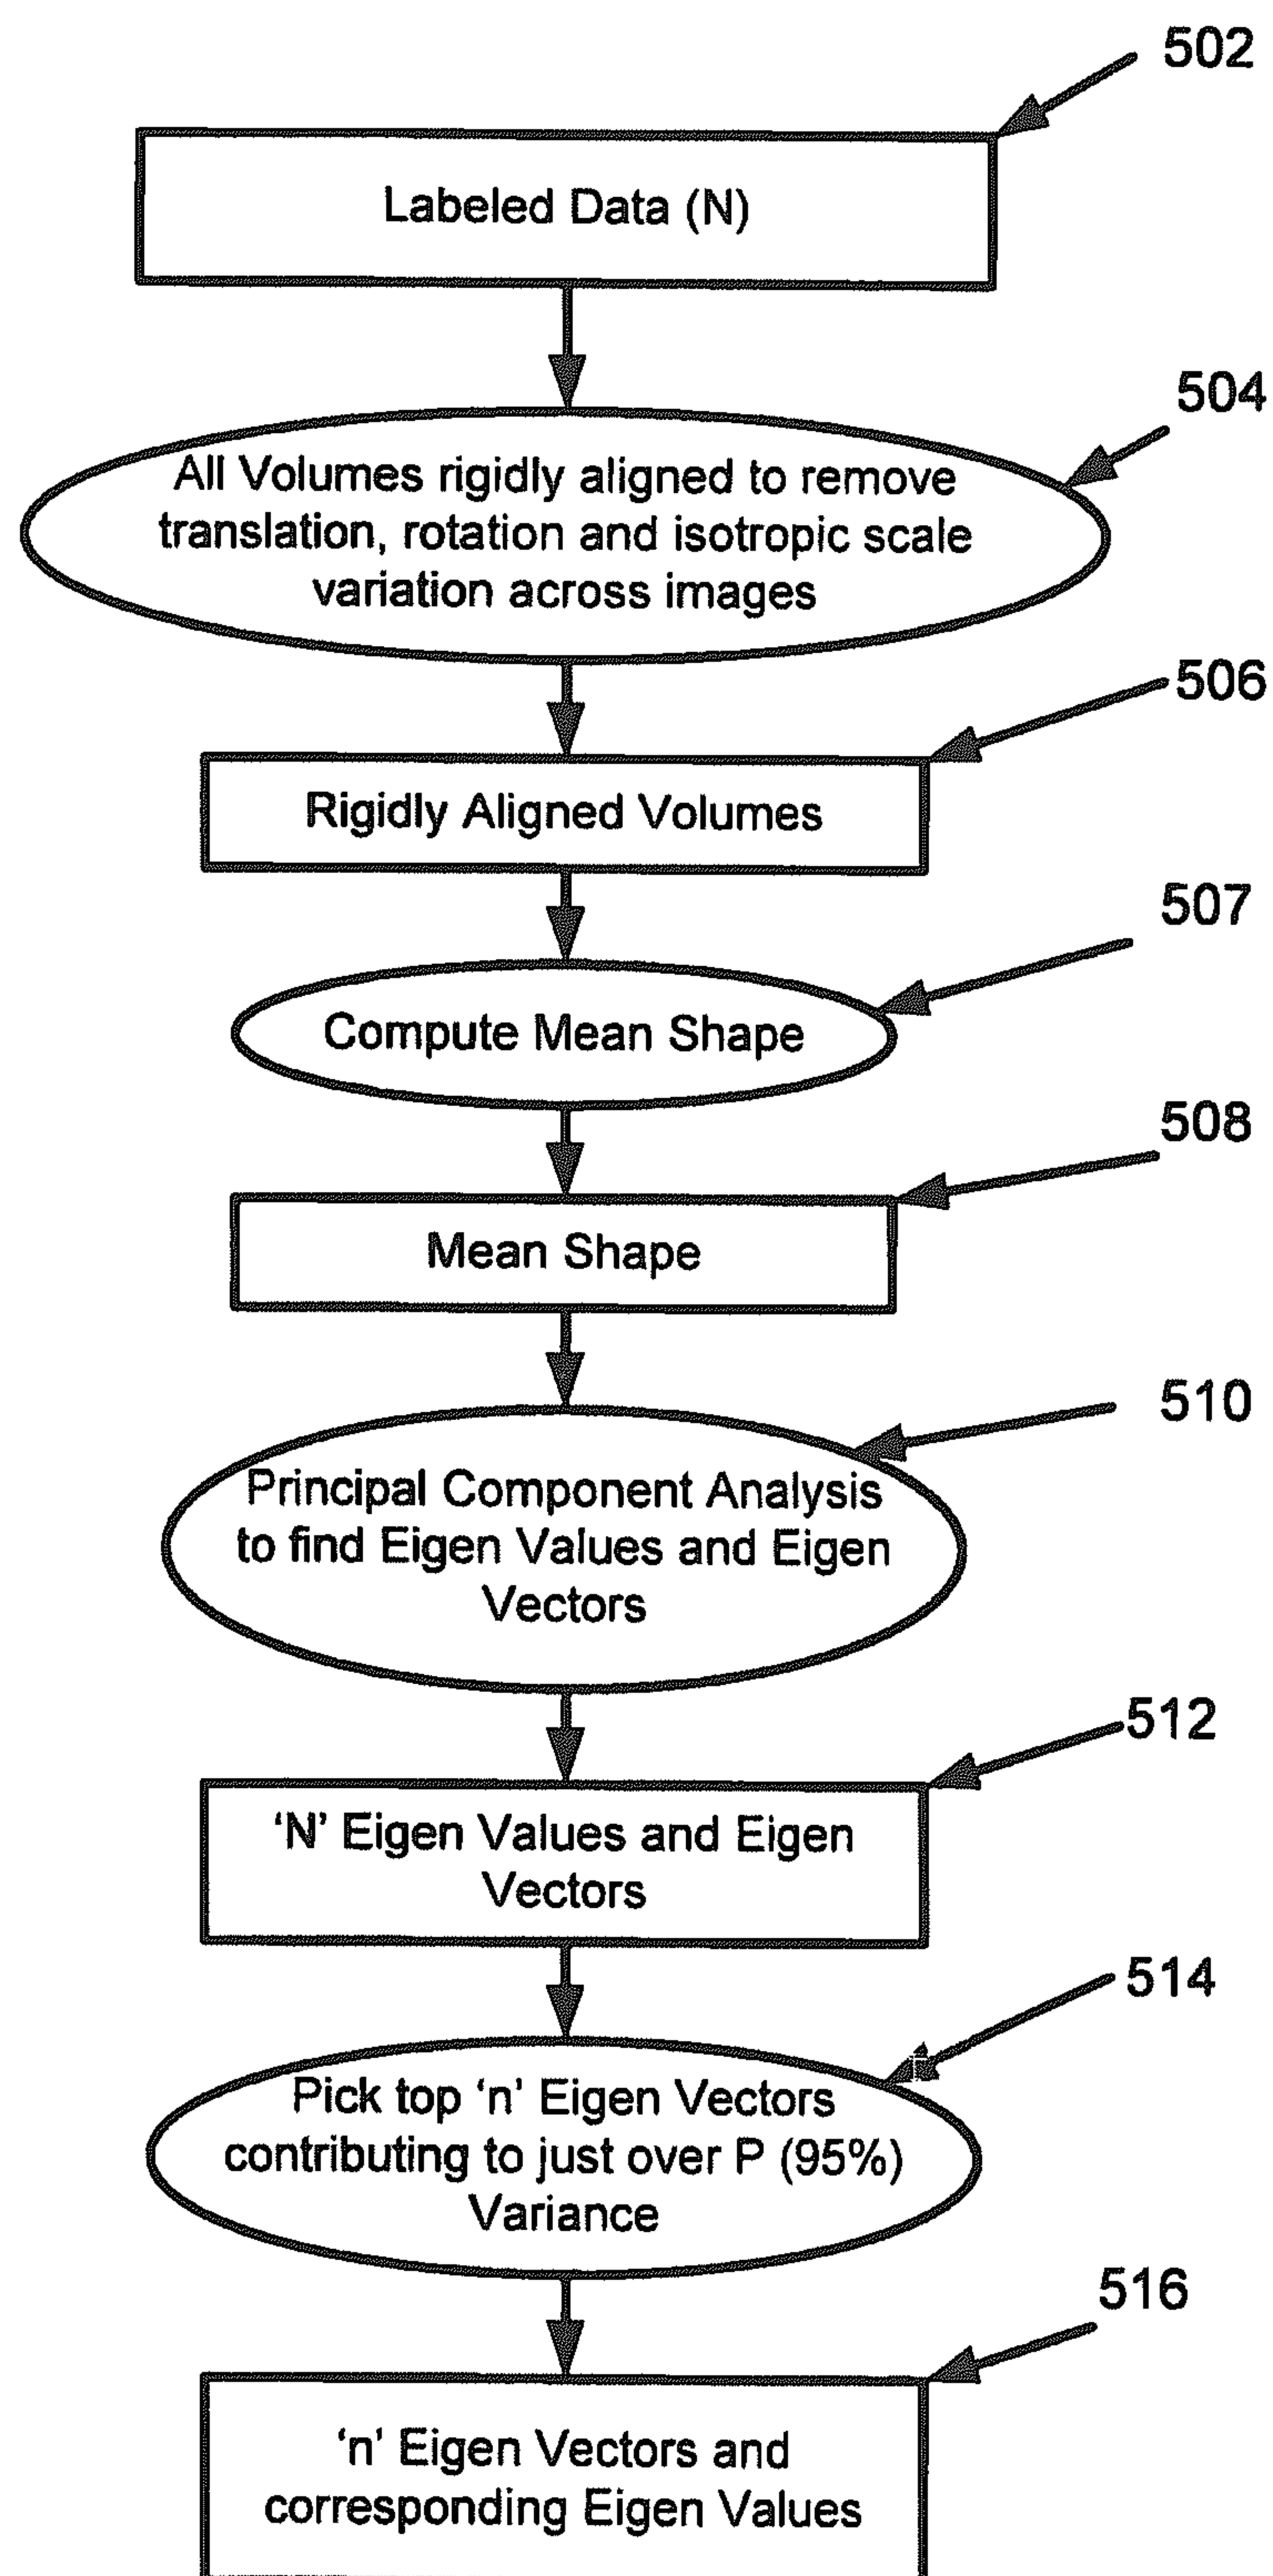 502
Labeled Data (N)
504
All Volumes rigidly aligned to remove
translation, rotation and isotropic scale
variation across images
506
Rigidly Aligned Volumes
507
Compute Mean Shape
508
Mean Shape
510
Principal Component Analysis
to find Eigen Values and Eigen
Vectors
512
‘N’ Eigen Values and Eigen
Vectors
514
Pick top ‘n’ Eigen Vectors
contributing to just over P (95%)
Variance
516
‘n’ Eigen Vectors and
corresponding Eigen Values